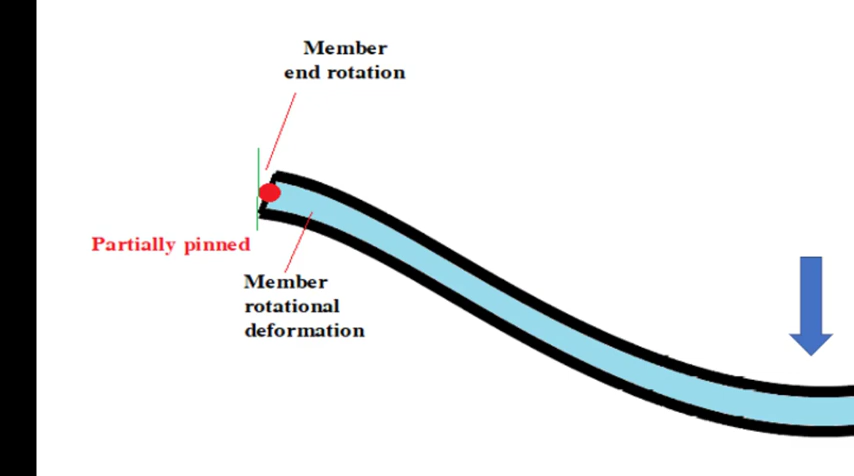 Member
end rotation
Partially pinned
Member
rotational
deformation